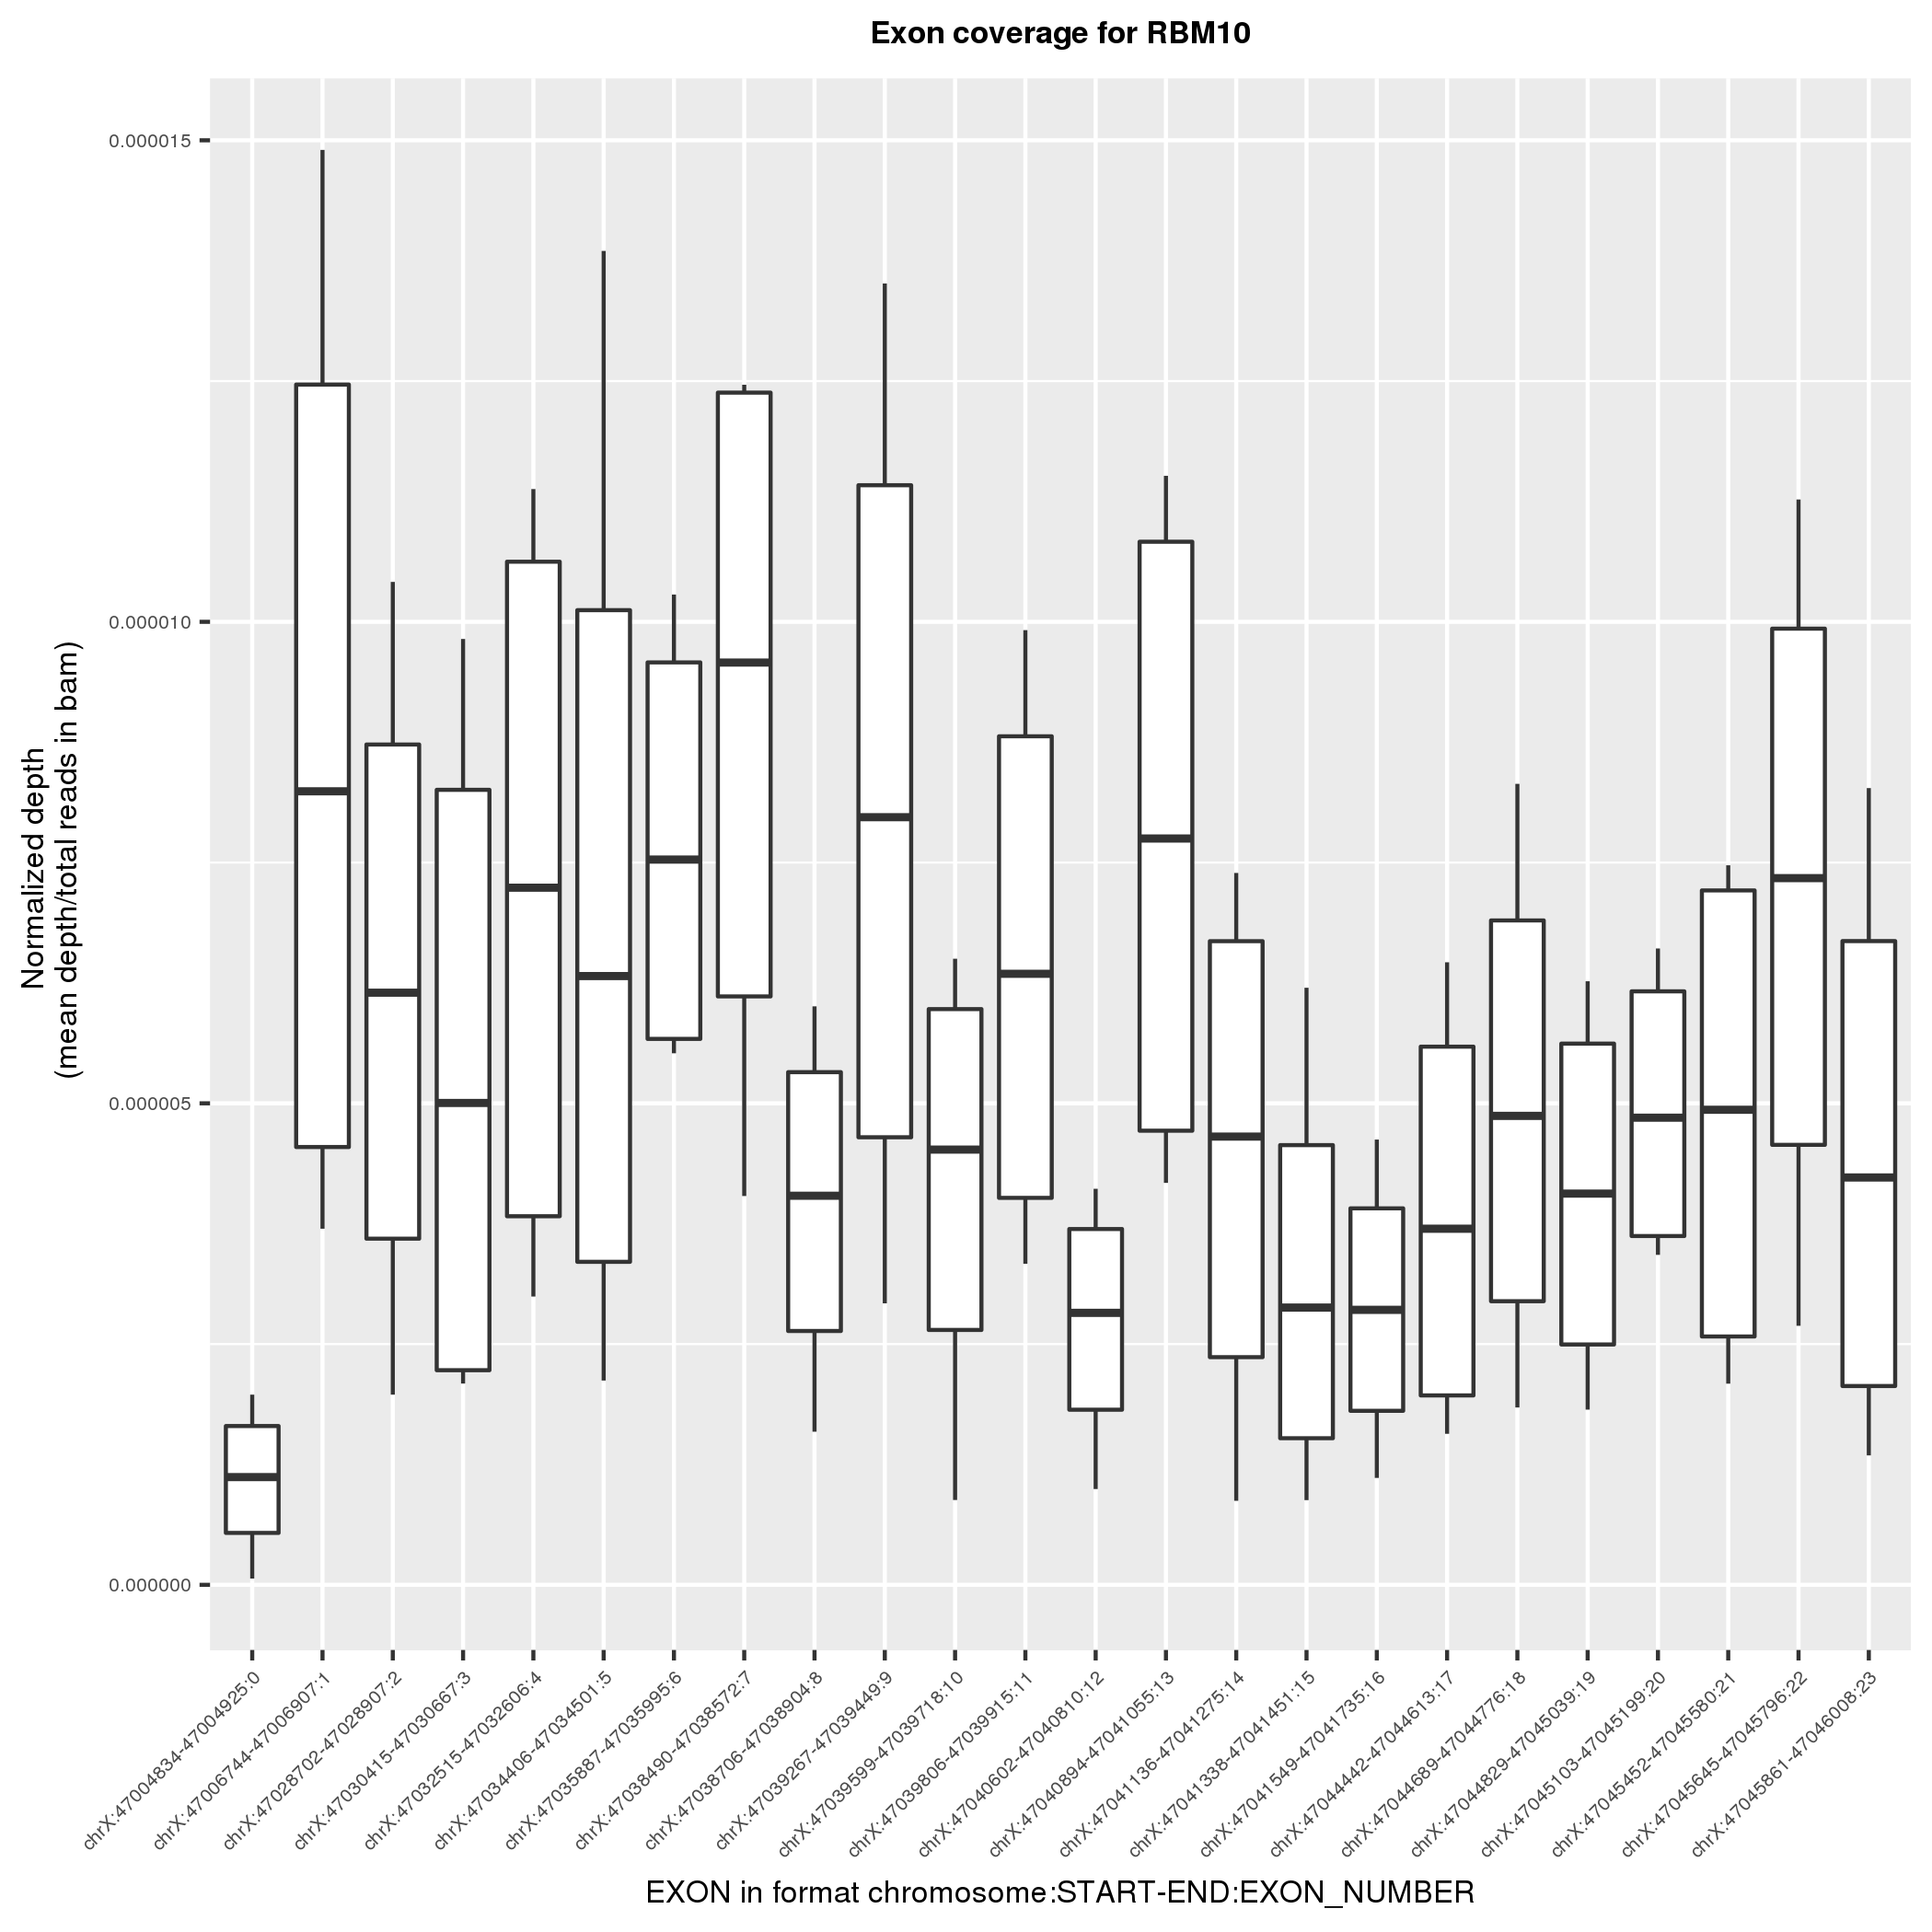 Exon coverage for RBM10
0.000015
0.000010
0.000005
0.000000
Normalized depth
(mean depth/total reads in bam)
chrX:47004834-47004925:0
chrX:47006744-47006907:1
chrX:47028702-47028907:2
chrX:47030415-47030667:3
chrX:47032515-47032606:4
chrX:47034406-47034501:5
chrX:47035887-47035995:6
chrX:47038490-47038572:7
chrX:47038706-47038904:8
chrX:47039267-47039449:9
chrX:47039599-47039718:10
chrX:47039806-47039915:11
chrX:47040602-47040810:12
chrX:47040894-47041055:13
chrX:47041136-47041275:14
chrX:47041338-47041451:15
chrX:47041549-47041735:16
chrX:47044442-47044613:17
chrX:47044689-47044776:18
chrX:47044829-47045039:19
chrX:47045103-47045199:20
chrX:47045452-47045580:21
chrX:47045645-47045796:22
chrX:47045861-47046008:23
EXON in format chromosome:START-END:EXON_NUMBER